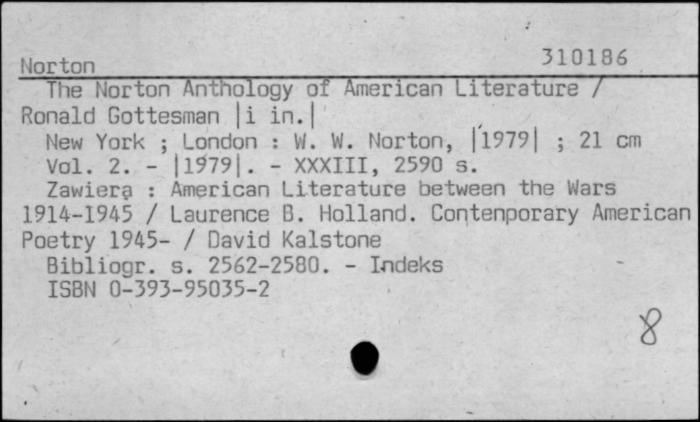 310186
Norton
The Norton Anthology of American Literature /
Ronald Gottesman |i in.|
New York ; London : W. W. Norton, |1979| ; 21 cm
Vol. 2. - |1979|. - XXXIII, 2590 s.
Zawiera : American Literature between the Wars
1914-1945 / Laurence B. Holland. Contenporary American
Poetry 1945- / David Kalstone
Bibliogr. s. 2562-2580. - Indeks
ISBN 0-393-95035-2
8